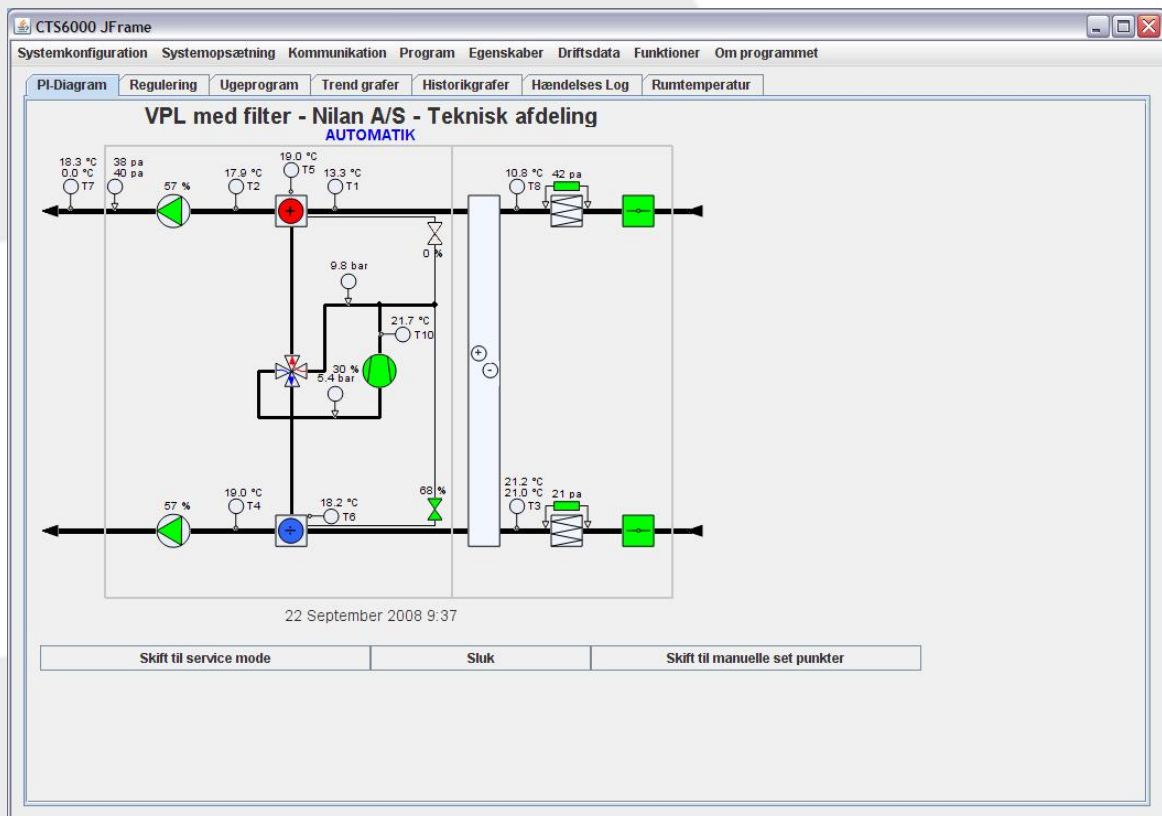 CTS6000 JFrame
Systemkonfiguration Systemopsætning Kommunikation Program Egenskaber Driftsdata Funktioner Om programmet
PI-Diagram Regulering Ugeprogram Trend grafer Historikgrafer Hændelses Log Rumtemperatur
VPL med filter - Nilan A/S - Teknisk afdeling
AUTOMATIK
18.3 °C
0.0 °C
T7
38 pa
40 pa
57 %
17.9 °C
T2
19.0 °C
T5
13.3 °C
T1
10.8 °C
T8
42 pa
0 %
9.8 bar
21.7 °C
T10
30 %
5.4 bar
57 %
19.0 °C
T4
18.2 °C
T6
68 %
21.2 °C
21.0 °C
T3
21 pa
22 September 2008 9:37
Skift til service mode Sluk Skift til manuelle set punkter